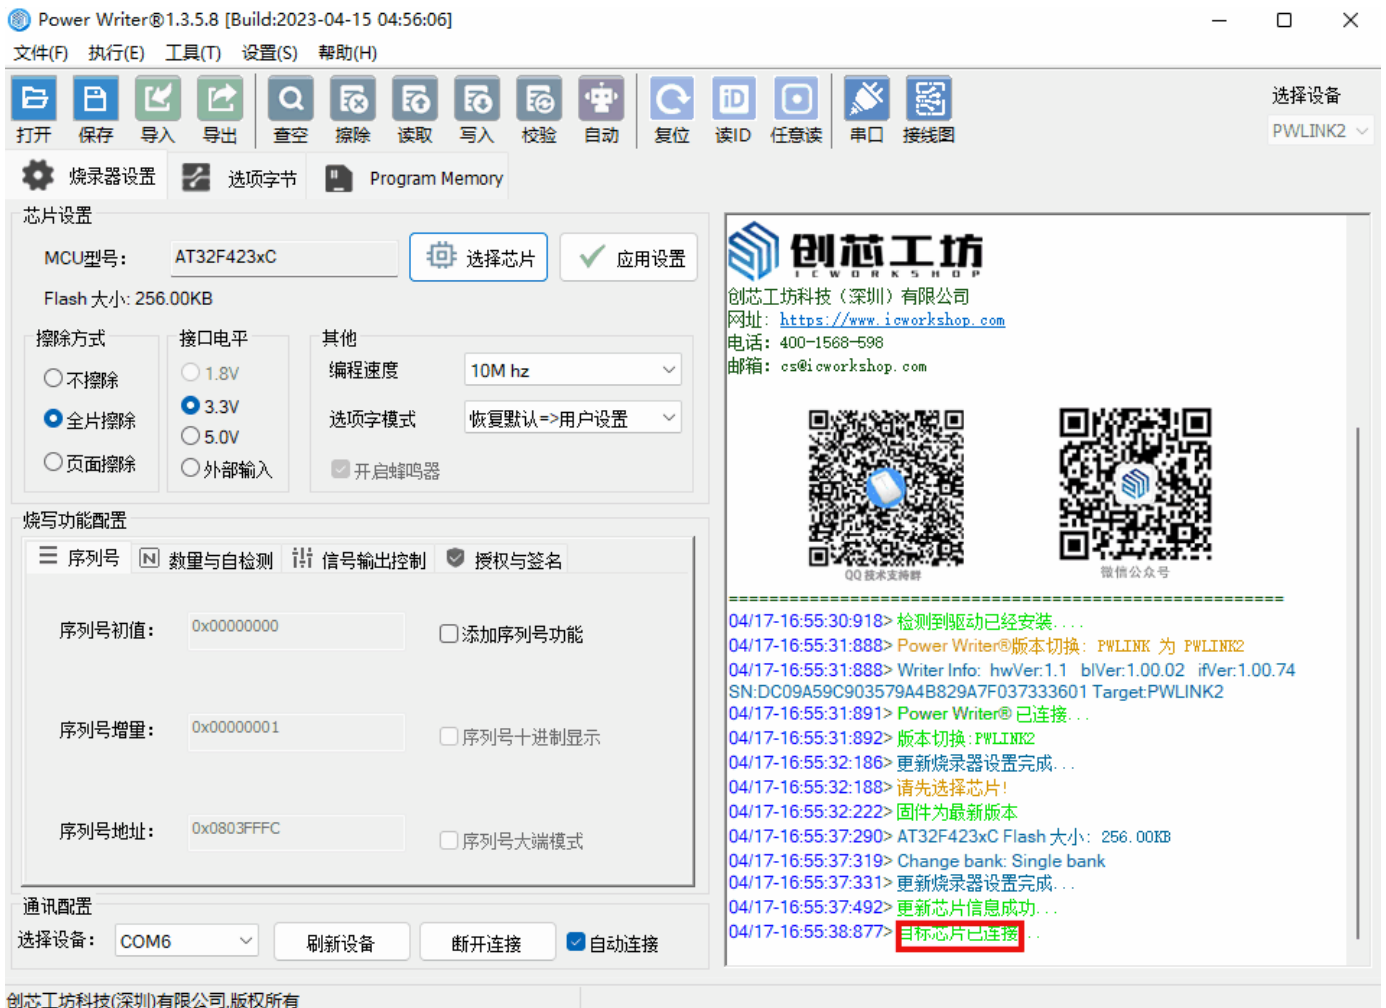 Power Writer®1.3.5.8 [Build:2023-04-15 04:56:06]
文件(F) 执行(E) 工具(T) 设置(S) 帮助(H)
打开 保存 导入 导出 查空 擦除 读取 写入 校验 自动 复位 读ID 任意读 串口 接线图
选择设备
PWLINK2
烧录器设置 选项字节 Program Memory
芯片设置
MCU型号: AT32F423xC 选择芯片 应用设置
Flash 大小: 256.00KB
擦除方式
不擦除
全片擦除
页面擦除
接口电平
1.8V
3.3V
5.0V
外部输入
其他
编程速度 10M hz
选项字模式 恢复默认=>用户设置
开启蜂鸣器
烧写功能配置
序列号 数量与自检测 信号输出控制 授权与签名
序列号初值: 0x00000000 添加序列号功能
序列号增量: 0x00000001 序列号十进制显示
序列号地址: 0x0803FFFC 序列号大端模式
通讯配置
选择设备: COM6 刷新设备 断开连接 自动连接
创芯工坊科技(深圳)有限公司.版权所有
创芯工坊
ICWORKSHOP
创芯工坊科技（深圳）有限公司
网址: https://www.icworkshop.com
电话: 400-1568-598
邮箱: cs@icworkshop.com
QQ技术支持群 微信公众号
=======================================================
04/17-16:55:30:918> 检测到驱动已经安装....
04/17-16:55:31:888> Power Writer®版本切换: PWLINK 为 PWLINK2
04/17-16:55:31:888> Writer Info: hwVer:1.1 blVer:1.00.02 ifVer:1.00.74
SN:DC09A59C903579A4B829A7F037333601 Target:PWLINK2
04/17-16:55:31:891> Power Writer® 已连接...
04/17-16:55:31:892> 版本切换:PWLINK2
04/17-16:55:32:186> 更新烧录器设置完成...
04/17-16:55:32:188> 请先选择芯片!
04/17-16:55:32:222> 固件为最新版本
04/17-16:55:37:290> AT32F423xC Flash 大小: 256.00KB
04/17-16:55:37:319> Change bank: Single bank
04/17-16:55:37:331> 更新烧录器设置完成...
04/17-16:55:37:492> 更新芯片信息成功...
04/17-16:55:38:877> 目标芯片已连接...